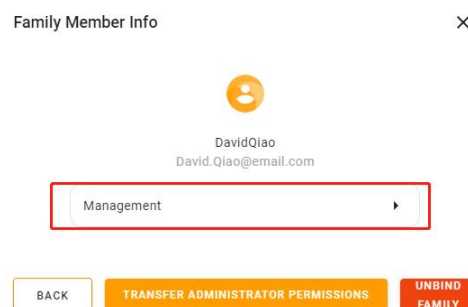 Family Member Info
DavidQiao
David.Qiao@email.com
Management
BACK
TRANSFER ADMINISTRATOR PERMISSIONS
UNBIND
FAMILY